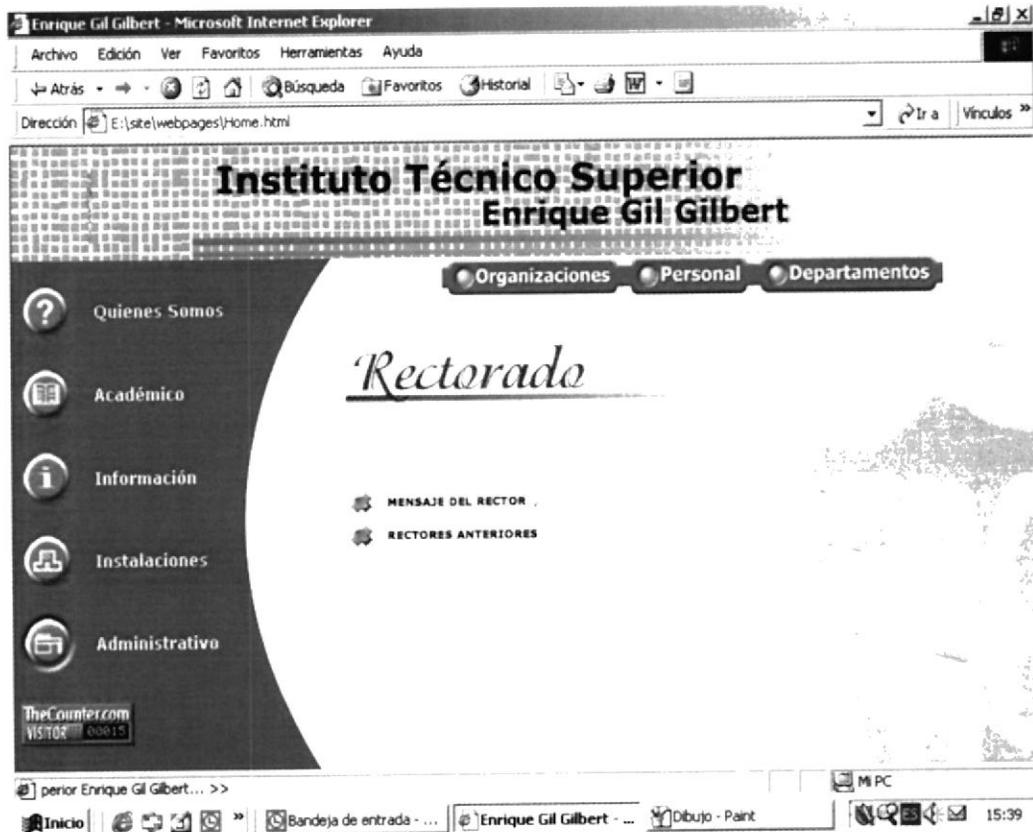 Enrique Gil Gilbert - Microsoft Internet Explorer
Archivo Edición Ver Favoritos Herramientas Ayuda
Atrás Búsqueda Favoritos Historial
Dirección E:\site\webpages\Home.html Ir a Vínculos »
Instituto Técnico Superior
Enrique Gil Gilbert
Organizaciones Personal Departamentos
Quienes Somos
Rectorado
Académico
Información
MENSAJE DEL RECTOR
RECTORES ANTERIORES
Instalaciones
Administrativo
TheCounter.com
VISITOR 00015
perior Enrique Gil Gilbert... >> Mi PC
Inicio » Bandeja de entrada - ... Enrique Gil Gilbert - ... Dibujo - Paint ES 15:39